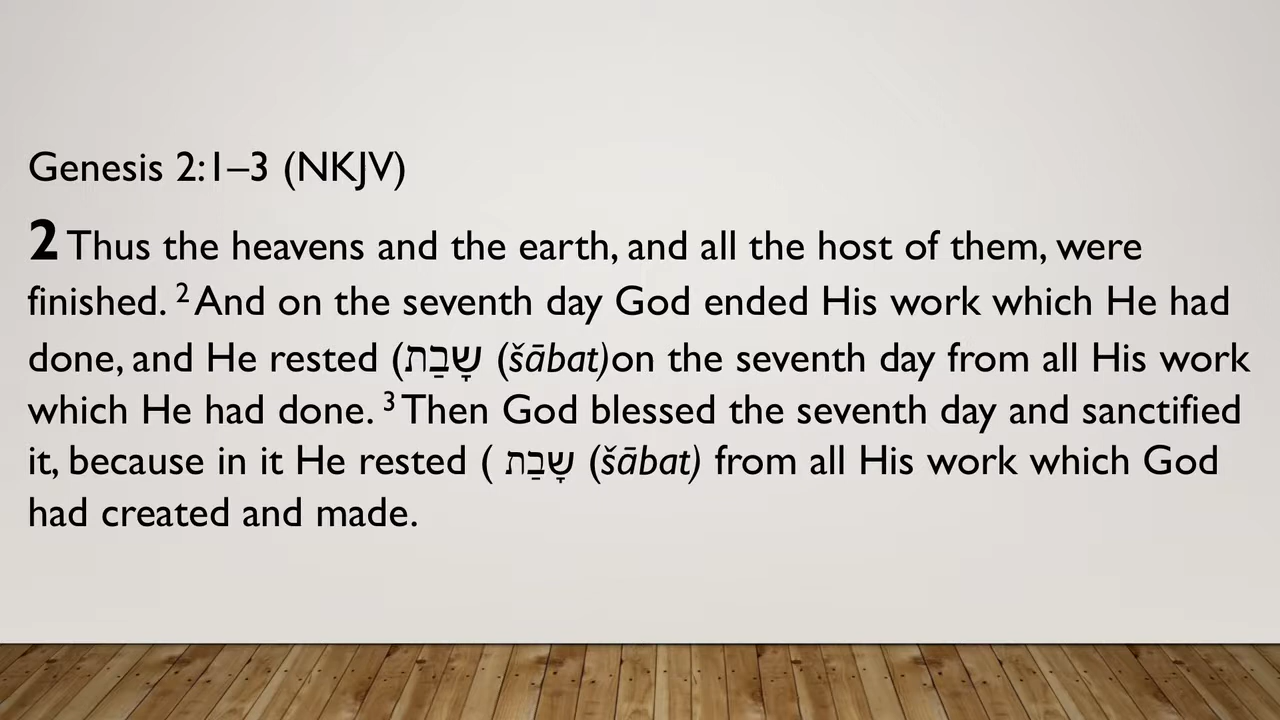 Genesis 2:1–3 (NKJV)
2 Thus the heavens and the earth, and all the host of them, were
finished. 2 And on the seventh day God ended His work which He had
done, and He rested (שָׁבַת (šābat)on the seventh day from all His work
which He had done. 3 Then God blessed the seventh day and sanctified
it, because in it He rested ( שָׁבַת (šābat) from all His work which God
had created and made.